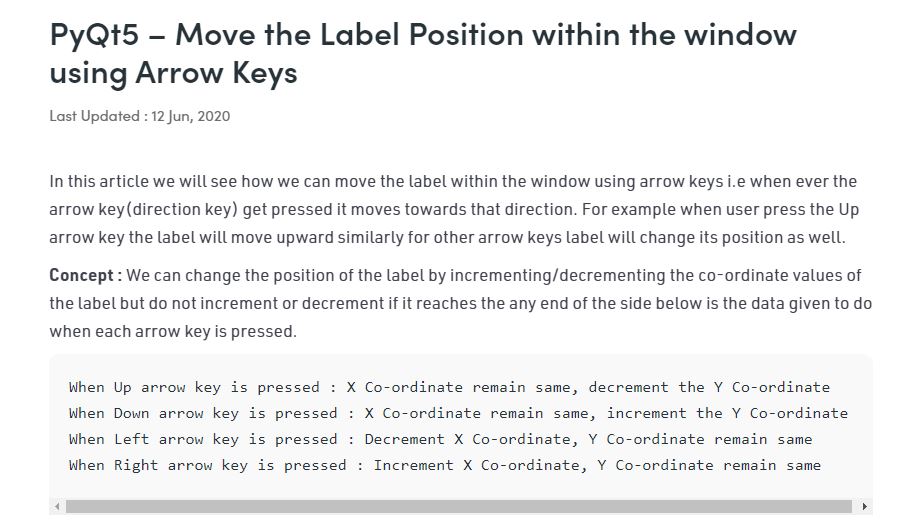 PyQt5 – Move the Label Position within the window
using Arrow Keys
Last Updated : 12 Jun, 2020
In this article we will see how we can move the label within the window using arrow keys i.e when ever the
arrow key(direction key) get pressed it moves towards that direction. For example when user press the Up
arrow key the label will move upward similarly for other arrow keys label will change its position as well.
Concept : We can change the position of the label by incrementing/decrementing the co-ordinate values of
the label but do not increment or decrement if it reaches the any end of the side below is the data given to do
when each arrow key is pressed.
When Up arrow key is pressed : X Co-ordinate remain same, decrement the Y Co-ordinate
When Down arrow key is pressed : X Co-ordinate remain same, increment the Y Co-ordinate
When Left arrow key is pressed : Decrement X Co-ordinate, Y Co-ordinate remain same
When Right arrow key is pressed : Increment X Co-ordinate, Y Co-ordinate remain same